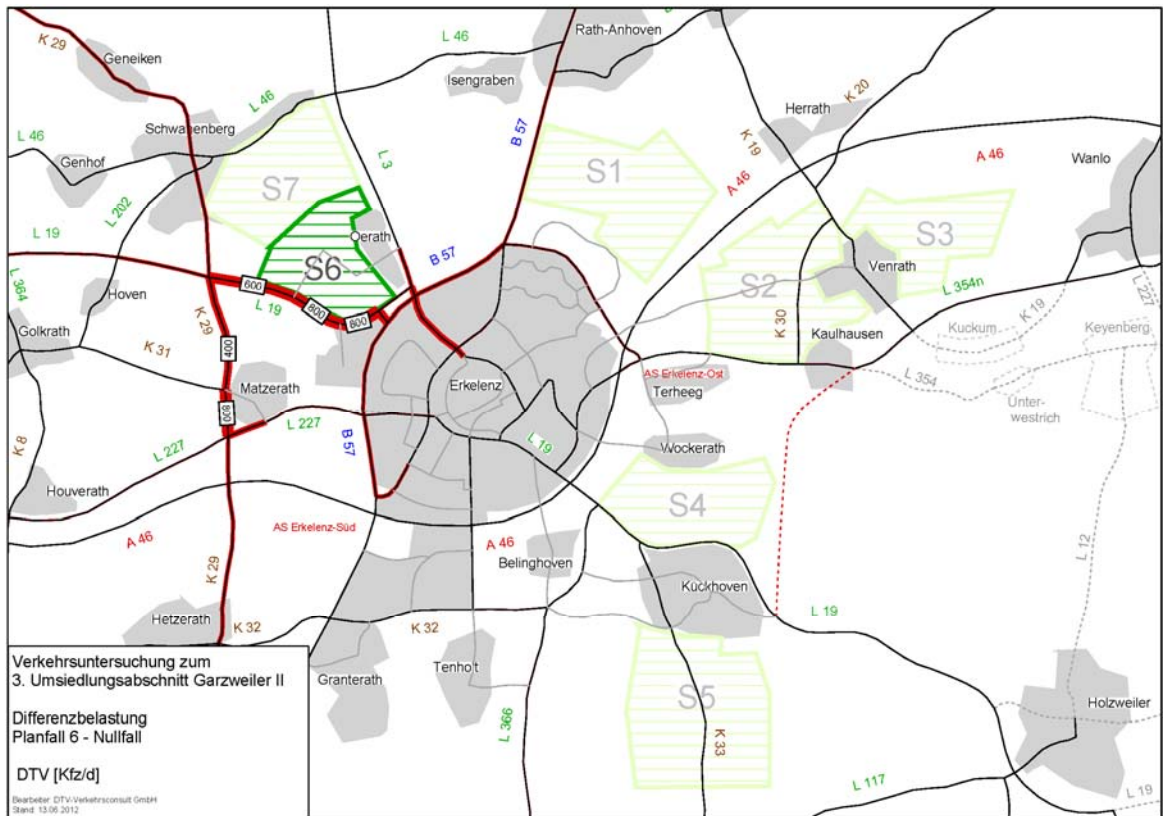 Rath-Anhoven
K 29
L 46
Geneiken
Isengraben
K 20
L 46
Herrath
Schwanenberg
B 57
L 46
K 19
Genhof
L 3
S1
A 46
A 46
Wanlo
S7
L 202
L 19
Oerath
S3
B 57
S6
Venrath
S2
600
L 354n
L 364
Hoven
L 19
800
800
K 29
K 30
K 19
L 227
Golkrath
Kaulhausen
Kuckum
Keyenberg
K 31
400
AS Erkelenz-Ost
L 354
Matzerath
Erkelenz
Terheeg
Unter-
westrich
800
L 227
K 8
B 57
L 19
Wockerath
L 227
Houverath
S4
AS Erkelenz-Süd
A 46
A 46
L 12
Belinghoven
K 29
Kückhoven
L 19
Hetzerath
K 32
K 32
Granterath
Tenholt
S5
Holzweiler
L 366
K 33
L 117
L 19
Verkehrsuntersuchung zum
3. Umsiedlungsabschnitt Garzweiler II
Differenzbelastung
Planfall 6 - Nullfall
DTV [Kfz/d]
Bearbeiter: DTV-Verkehrsconsult GmbH
Stand: 13.06.2012